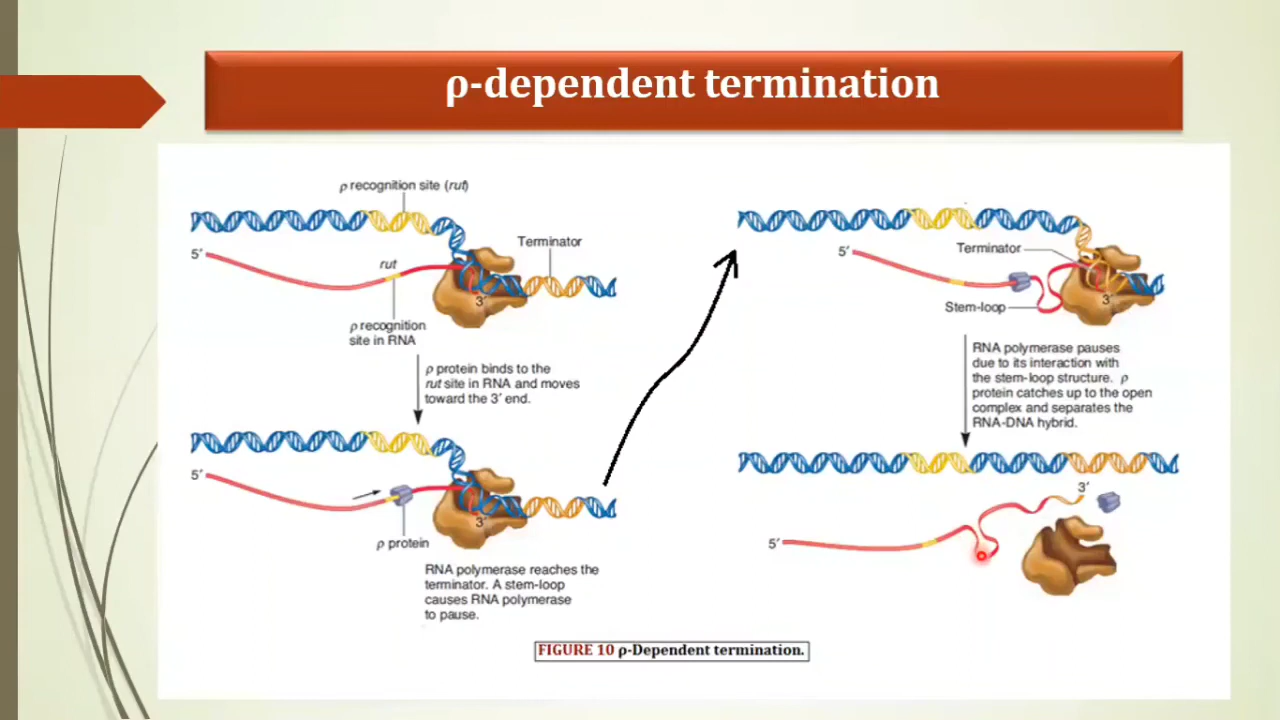 ρ-dependent termination
ρ recognition site (rut)
Terminator
5′
rut
3′
ρ recognition
site in RNA
ρ protein binds to the
rut site in RNA and moves
toward the 3′ end.
5′
3′
ρ protein
RNA polymerase reaches the
terminator. A stem-loop
causes RNA polymerase
to pause.
5′
Terminator
3′
Stem-loop
RNA polymerase pauses
due to its interaction with
the stem-loop structure. ρ
protein catches up to the open
complex and separates the
RNA-DNA hybrid.
3′
5′
FIGURE 10 ρ-Dependent termination.